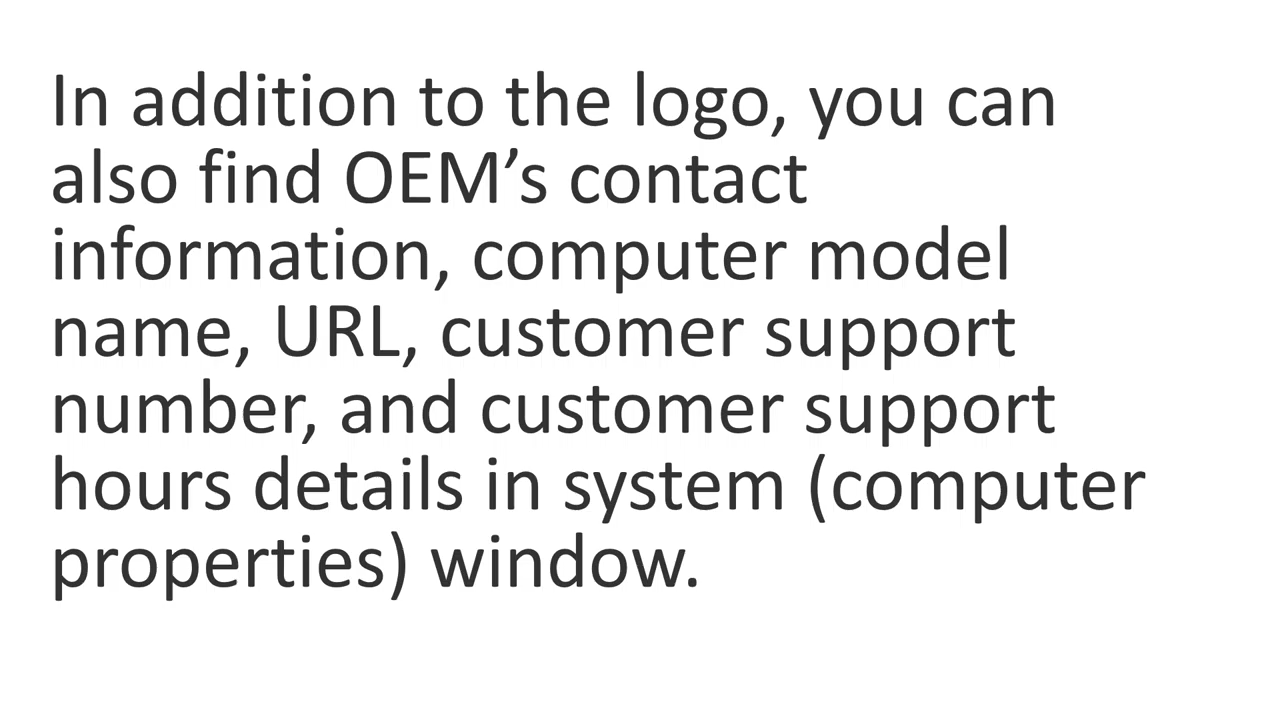 In addition to the logo, you can
also find OEM’s contact
information, computer model
name, URL, customer support
number, and customer support
hours details in system (computer
properties) window.